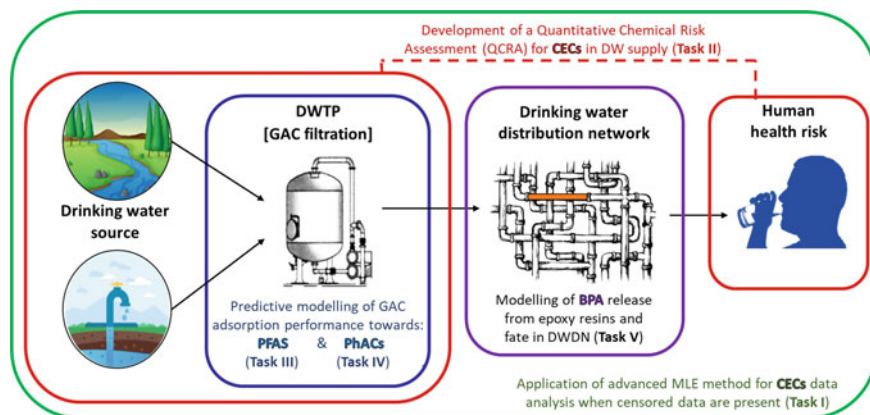 Development of a Quantitative Chemical Risk
Assessment (QCRA) for CECs in DW supply (Task II)
Drinking water
source
DWTP
[GAC filtration]
Predictive modelling of GAC
adsorption performance towards:
PFAS & PhACs
(Task III) (Task IV)
Drinking water
distribution network
Modelling of BPA release
from epoxy resins and
fate in DWDN (Task V)
Human
health risk
Application of advanced MLE method for CECs data
analysis when censored data are present (Task I)